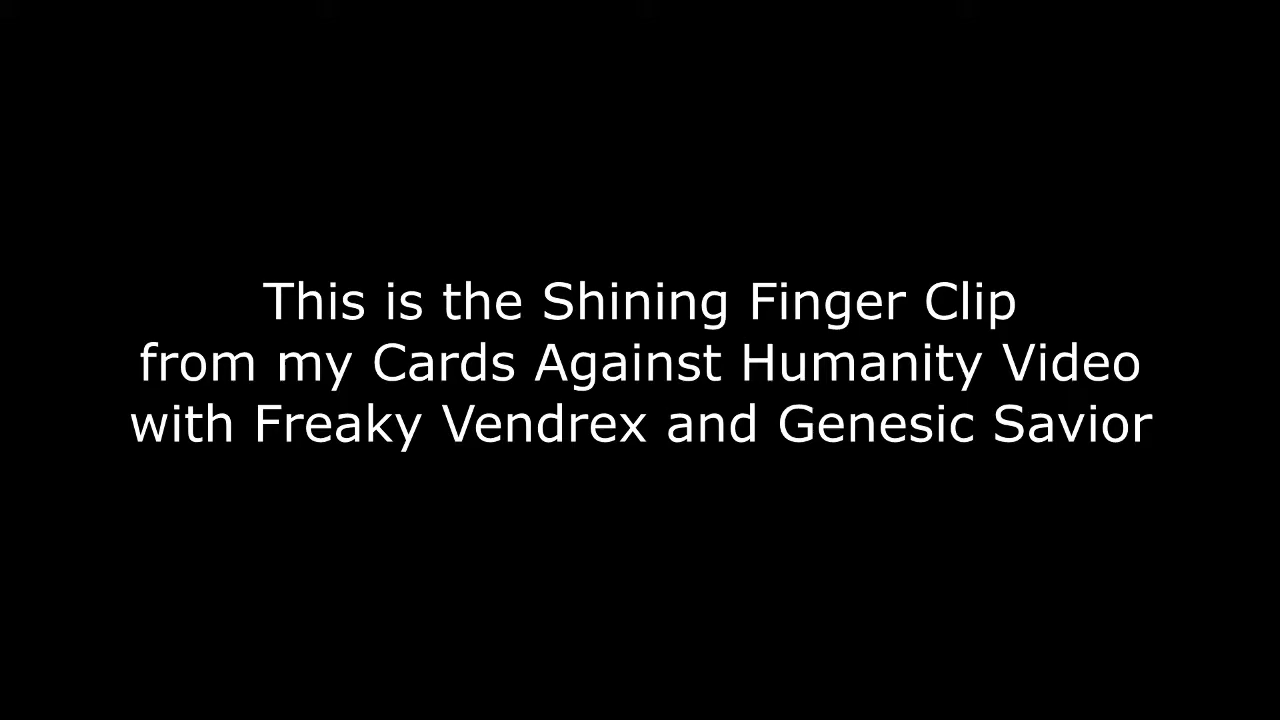 This is the Shining Finger Clip
from my Cards Against Humanity Video
with Freaky Vendrex and Genesic Savior